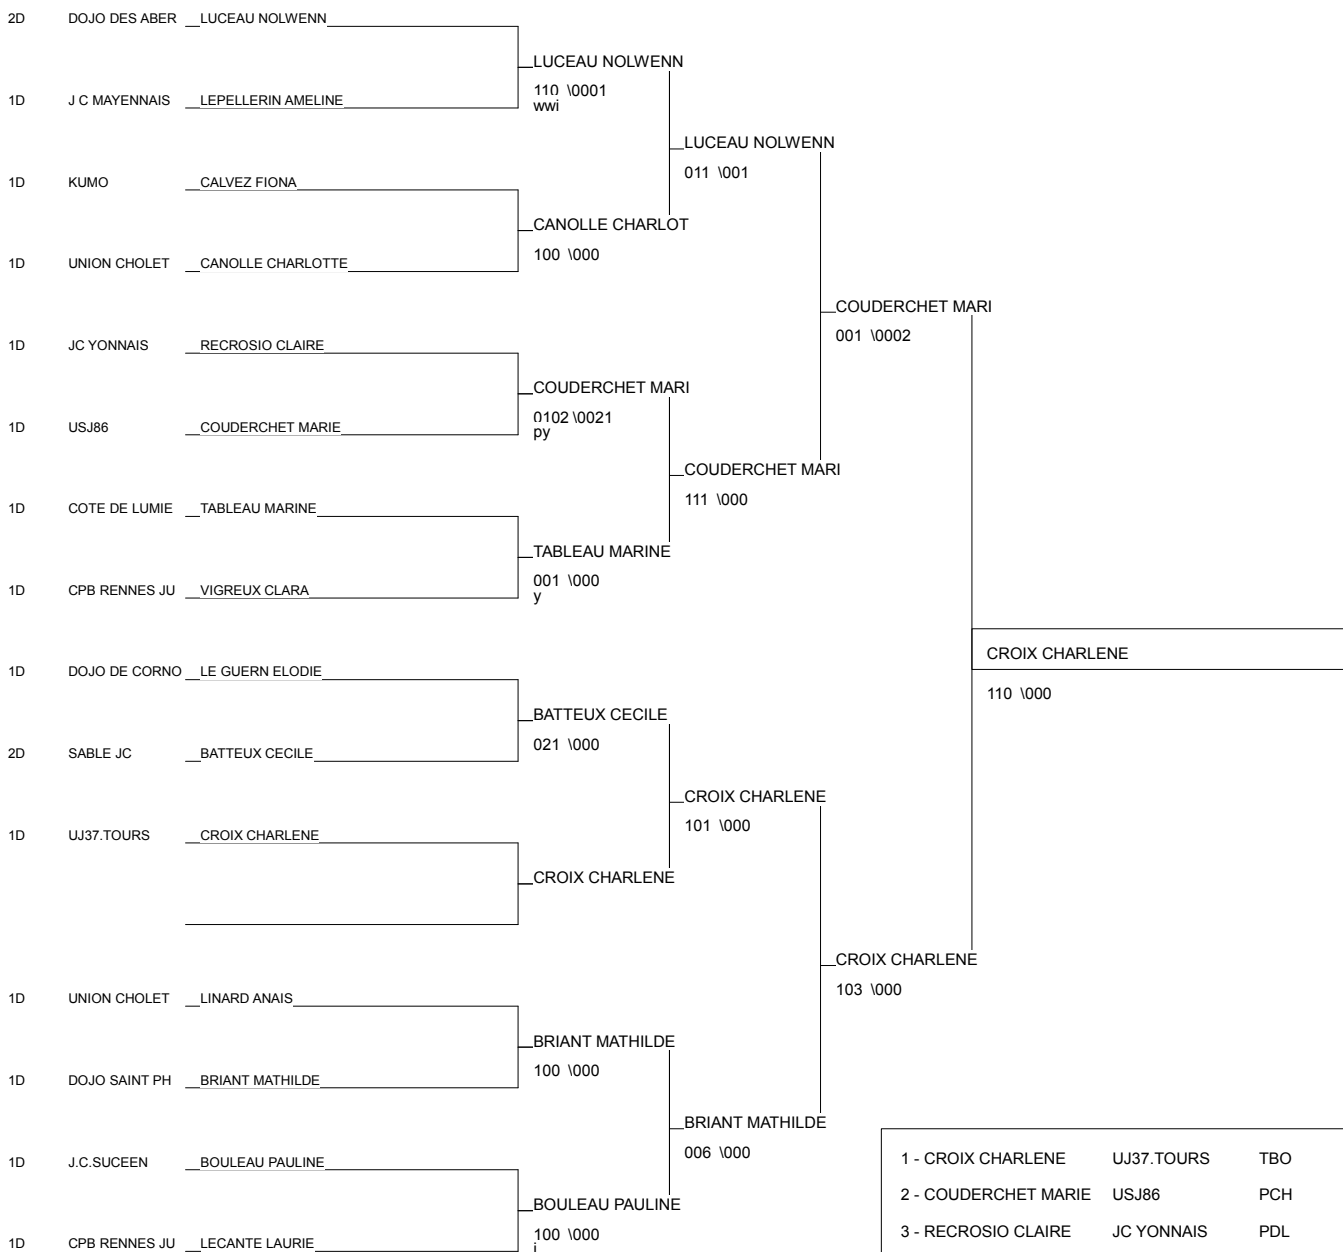 2D DOJO DES ABER LUCEAU NOLWENN
LUCEAU NOLWENN
110 \0001
wwi
1D J C MAYENNAIS LEPELLERIN AMELINE
LUCEAU NOLWENN
011 \001
1D KUMO CALVEZ FIONA
CANOLLE CHARLOT
100 \000
1D UNION CHOLET CANOLLE CHARLOTTE
COUDERCHET MARI
001 \0002
1D JC YONNAIS RECROSIO CLAIRE
COUDERCHET MARI
0102 \0021
py
1D USJ86 COUDERCHET MARIE
COUDERCHET MARI
111 \000
1D COTE DE LUMIE TABLEAU MARINE
TABLEAU MARINE
001 \000
y
1D CPB RENNES JU VIGREUX CLARA
CROIX CHARLENE
110 \000
1D DOJO DE CORNO LE GUERN ELODIE
BATTEUX CECILE
021 \000
2D SABLE JC BATTEUX CECILE
CROIX CHARLENE
101 \000
1D UJ37.TOURS CROIX CHARLENE
CROIX CHARLENE
CROIX CHARLENE
103 \000
1D UNION CHOLET LINARD ANAIS
BRIANT MATHILDE
100 \000
1D DOJO SAINT PH BRIANT MATHILDE
BRIANT MATHILDE
006 \000
1D J.C.SUCEEN BOULEAU PAULINE
BOULEAU PAULINE
100 \000
i
1D CPB RENNES JU LECANTE LAURIE
1 - CROIX CHARLENE UJ37.TOURS TBO
2 - COUDERCHET MARIE USJ86 PCH
3 - RECROSIO CLAIRE JC YONNAIS PDL